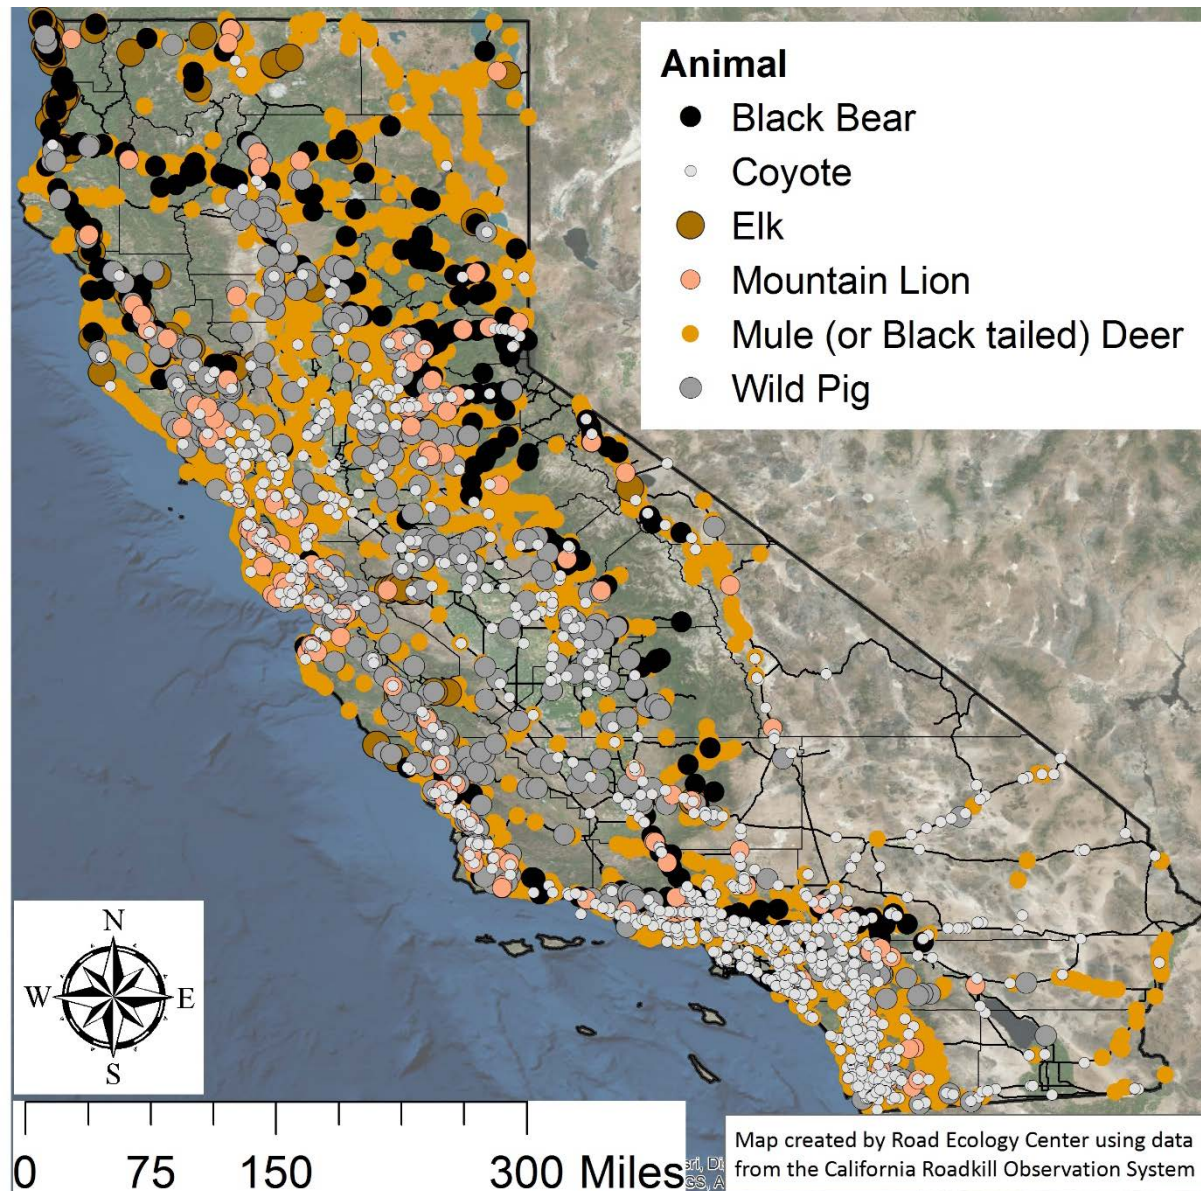 Animal
Black Bear
Coyote
Elk
Mountain Lion
Mule (or Black tailed) Deer
Wild Pig
N
W E
S
0 75 150 300 Miles
Map created by Road Ecology Center using data
from the California Roadkill Observation System